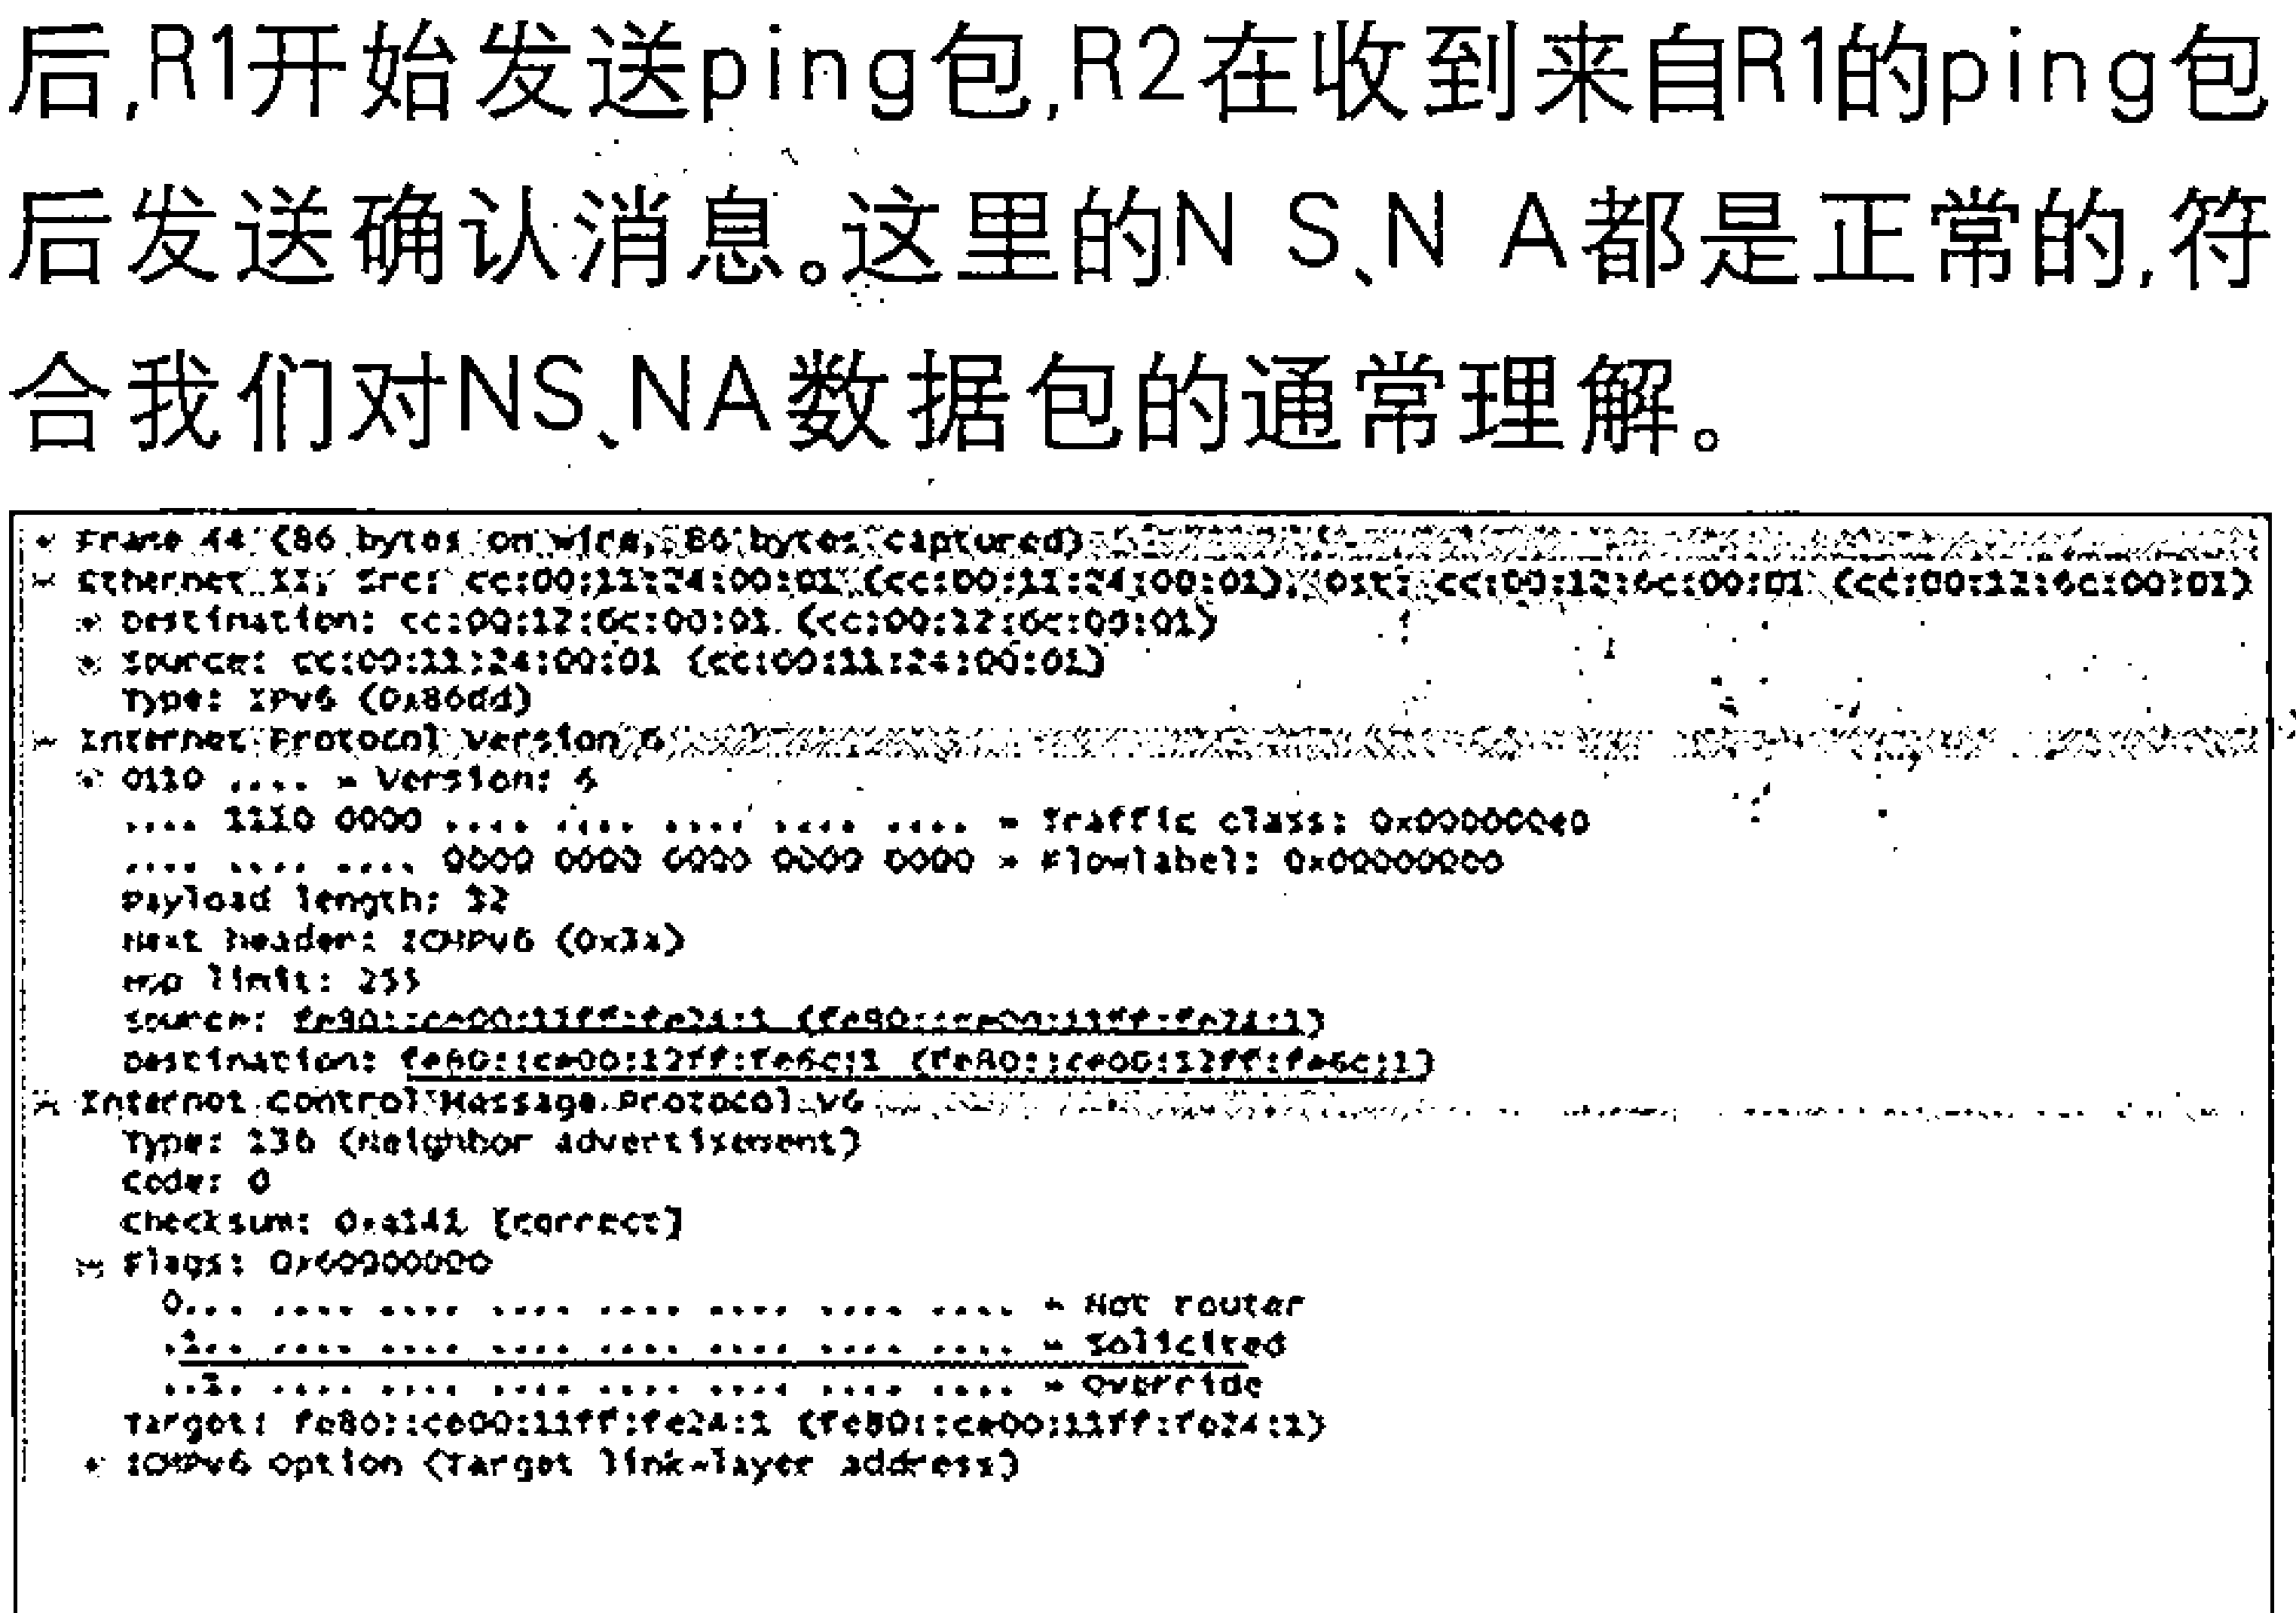 后,R1开始发送ping包,R2在收到来自R1的ping包
后发送确认消息。这里的N S、N A都是正常的,符
合我们对NS、NA数据包的通常理解。
Frame 44 (86 bytes on wire, 86 bytes captured)
Ethernet II, Src: cc:00:11:24:00:01 (cc:00:11:24:00:01), Dst: cc:00:12:6c:00:01 (cc:00:12:6c:00:01)
Destination: cc:00:12:6c:00:01 (cc:00:12:6c:00:01)
Source: cc:00:11:24:00:01 (cc:00:11:24:00:01)
Type: IPv6 (0x86dd)
Internet Protocol Version 6
0110 .... = Version: 6
.... 1110 0000 .... .... .... .... .... = Traffic class: 0x000000e0
.... .... .... 0000 0000 0000 0000 0000 = Flowlabel: 0x00000000
Payload length: 32
Next header: ICMPv6 (0x3a)
Hop limit: 255
Source: fe80::ce00:11ff:fe24:1 (fe80::ce00:11ff:fe24:1)
Destination: fe80::ce00:12ff:fe6c:1 (fe80::ce00:12ff:fe6c:1)
Internet Control Message Protocol v6
Type: 136 (Neighbor advertisement)
Code: 0
Checksum: [correct]
Flags: 0x60000000
0... .... .... .... .... .... .... .... = Not router
.1.. .... .... .... .... .... .... .... = Solicited
..1. .... .... .... .... .... .... .... = Override
Target: fe80::ce00:11ff:fe24:1 (fe80::ce00:11ff:fe24:1)
ICMPv6 Option (Target link-layer address)